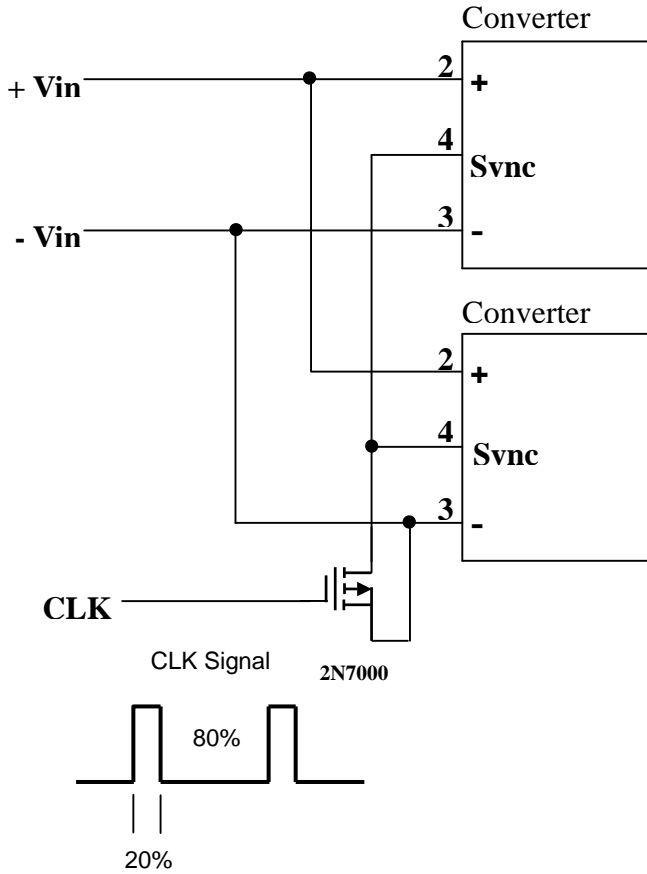 Converter
2
+ Vin
+
4
Svnc
3
- Vin
-
Converter
2
+
4
Svnc
3
-
CLK
CLK Signal
2N7000
80%
20%